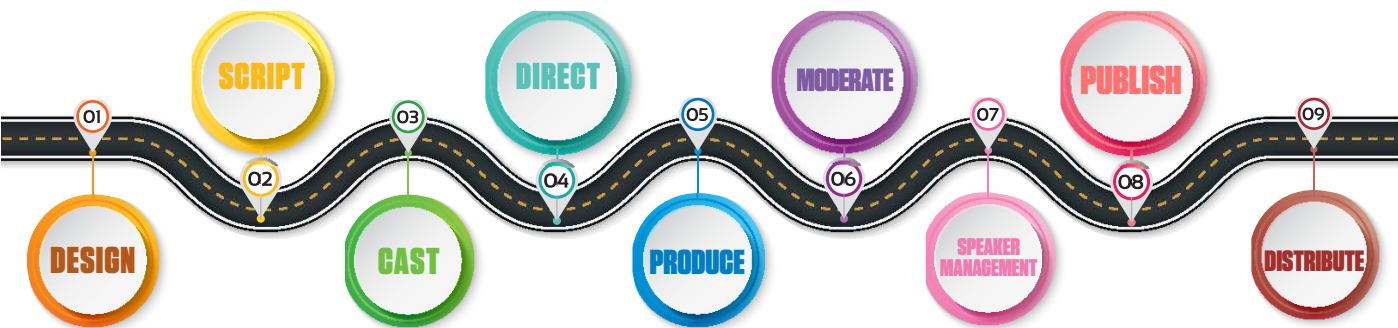 01
DESIGN
SCRIPT
02
03
CAST
DIRECT
04
05
PRODUCE
MODERATE
06
07
SPEAKER
MANAGEMENT
PUBLISH
08
09
DISTRIBUTE